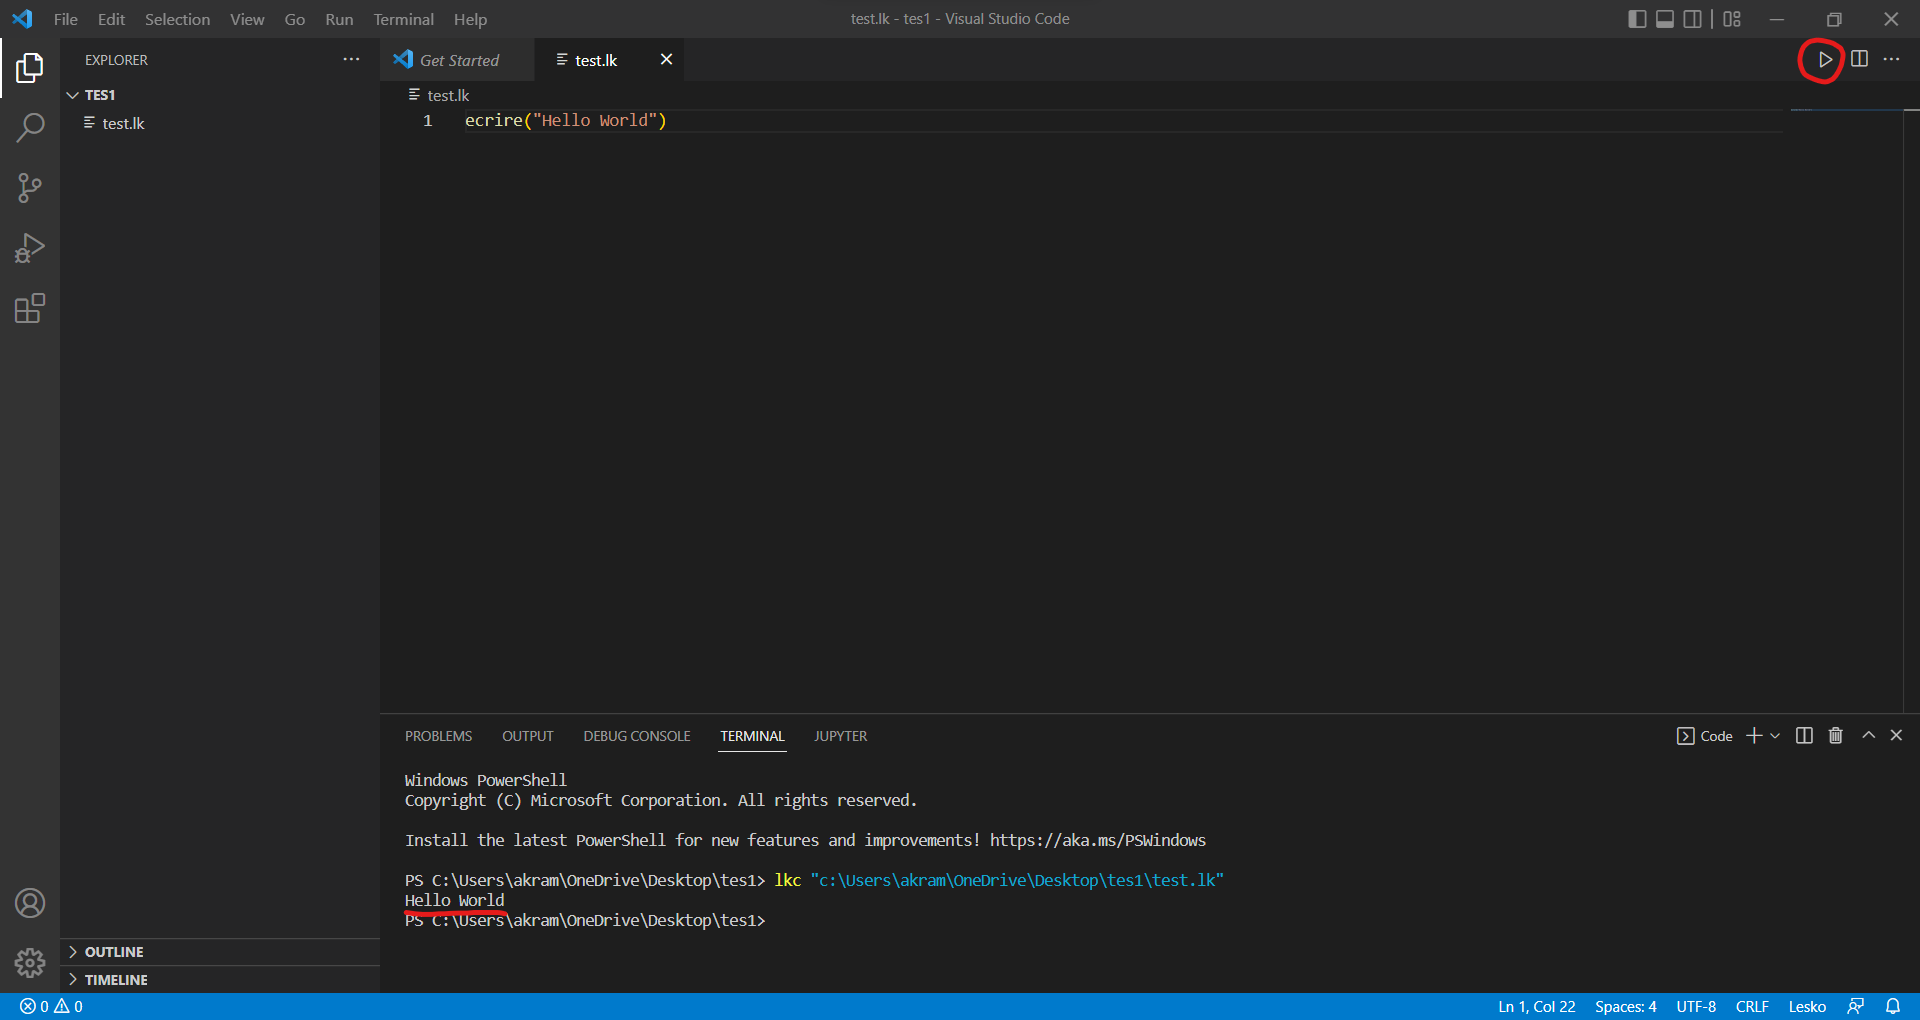 File Edit Selection View Go Run Terminal Help
test.lk - tes1 - Visual Studio Code
EXPLORER
TES1
test.lk
OUTLINE
TIMELINE
Get Started
test.lk
test.lk
1 ecrire("Hello World")
PROBLEMS OUTPUT DEBUG CONSOLE TERMINAL JUPYTER
Code
Windows PowerShell
Copyright (C) Microsoft Corporation. All rights reserved.
Install the latest PowerShell for new features and improvements! https://aka.ms/PSWindows
PS C:\Users\akram\OneDrive\Desktop\tes1> lkc "c:\Users\akram\OneDrive\Desktop\tes1\test.lk"
Hello World
PS C:\Users\akram\OneDrive\Desktop\tes1>
0 0
Ln 1, Col 22 Spaces: 4 UTF-8 CRLF Lesko